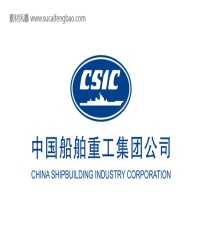 素材风暴 www.sucaifengbao.com
CSIC
中国船舶重工集团公司
CHINA SHIPBUILDING INDUSTRY CORPORATION